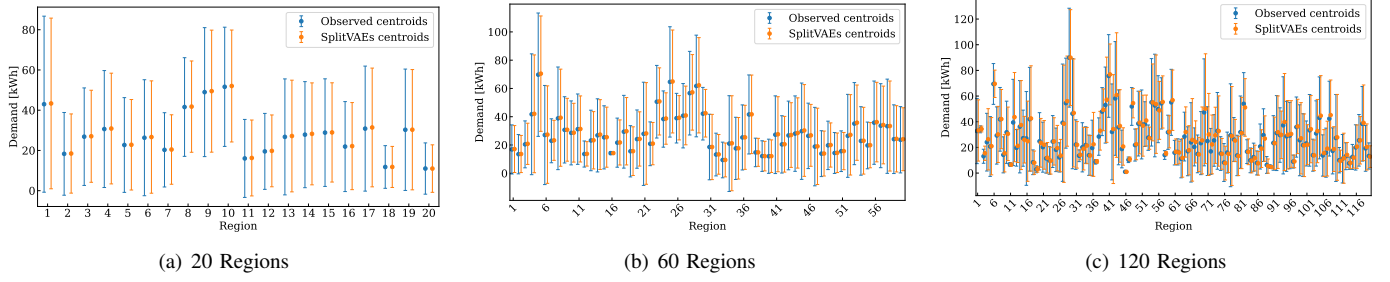 Demand [kWh]
80
60
40
20
0
Observed centroids
SplitVAEs centroids
1 2 3 4 5 6 7 8 9 10 11 12 13 14 15 16 17 18 19 20
Region
(a) 20 Regions
Demand [kWh]
100
80
60
40
20
0
Observed centroids
SplitVAEs centroids
1 6 11 16 21 26 31 36 41 46 51 56
Region
(b) 60 Regions
Demand [kWh]
120
100
80
60
40
20
0
Observed centroids
SplitVAEs centroids
1 6 11 16 21 26 31 36 41 46 51 56 61 66 71 76 81 86 91 96 101 106 111 116
Region
(c) 120 Regions